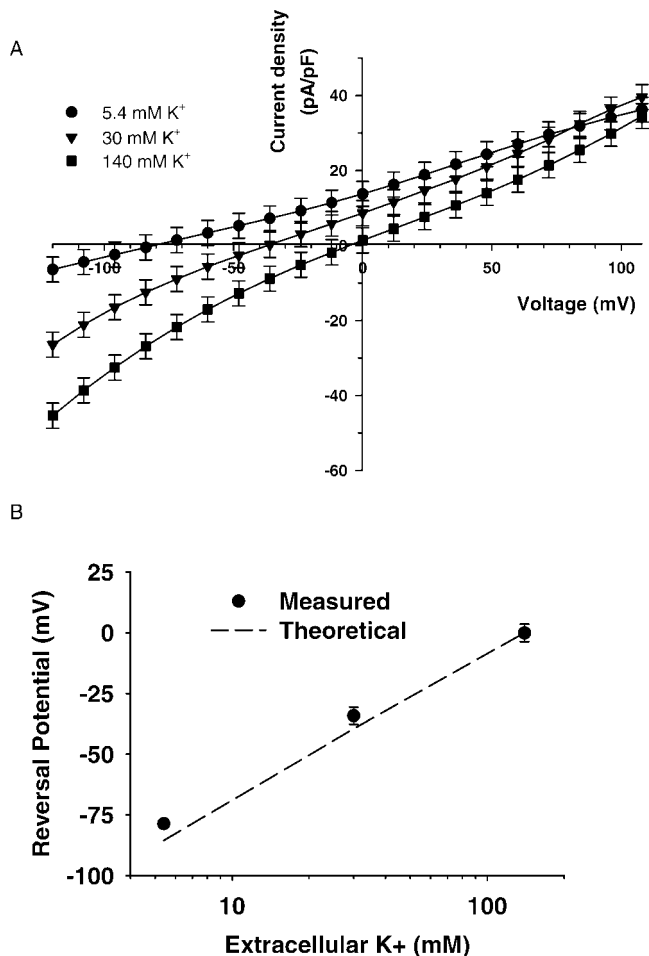 A
Current density
(pA/pF)
5.4 mM K⁺
30 mM K⁺
140 mM K⁺
40
20
-100
-50
0
50
100
Voltage (mV)
-20
-40
-60
B
Reversal Potential (mV)
25
0
-25
-50
-75
-100
Measured
Theoretical
10
100
Extracellular K+ (mM)